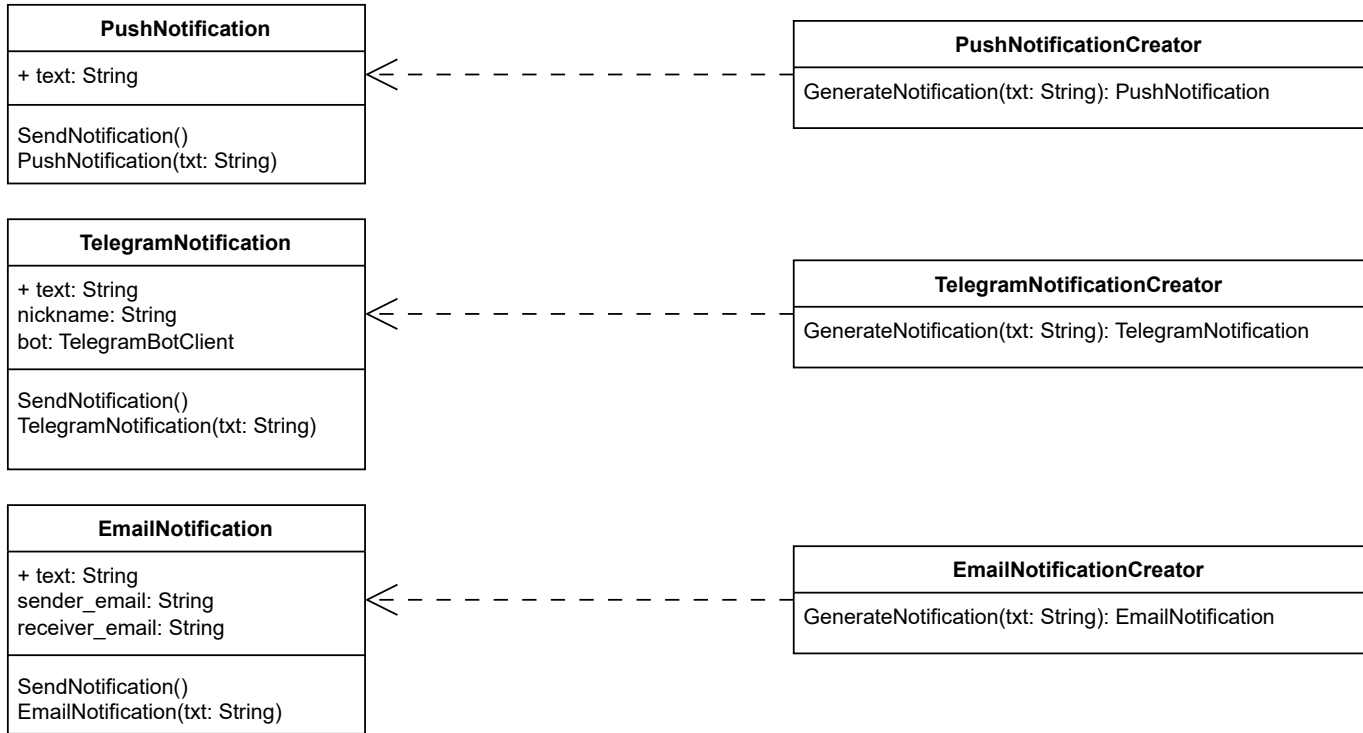 PushNotification
+ text: String
SendNotification()
PushNotification(txt: String)
PushNotificationCreator
GenerateNotification(txt: String): PushNotification
TelegramNotification
+ text: String
nickname: String
bot: TelegramBotClient
SendNotification()
TelegramNotification(txt: String)
TelegramNotificationCreator
GenerateNotification(txt: String): TelegramNotification
EmailNotification
+ text: String
sender_email: String
receiver_email: String
SendNotification()
EmailNotification(txt: String)
EmailNotificationCreator
GenerateNotification(txt: String): EmailNotification